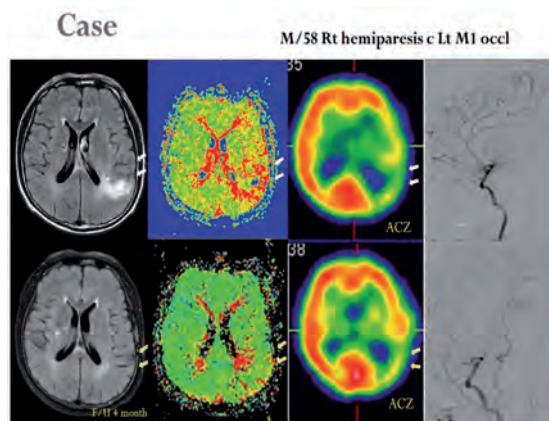 Case
M/58 Rt hemiparesis c Lt M1 occl
35
ACZ
38
F/U 4 month
ACZ